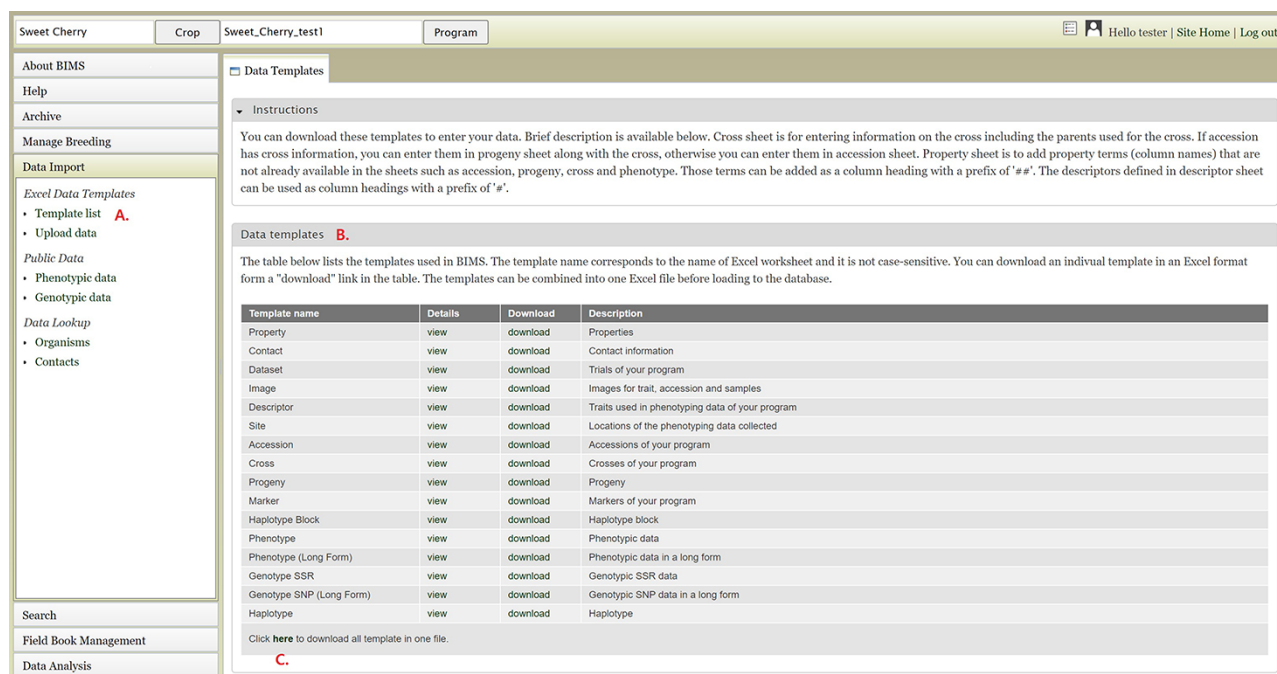 Sweet Cherry Crop Sweet_Cherry_test1 Program Hello tester | Site Home | Log out
About BIMS
Help
Archive
Manage Breeding
Data Import
Excel Data Templates
Template list A.
Upload data
Public Data
Phenotypic data
Genotypic data
Data Lookup
Organisms
Contacts
Search
Field Book Management
Data Analysis
Data Templates
Instructions
You can download these templates to enter your data. Brief description is available below. Cross sheet is for entering information on the cross including the parents used for the cross. If accession
has cross information, you can enter them in progeny sheet along with the cross, otherwise you can enter them in accession sheet. Property sheet is to add property terms (column names) that are
not already available in the sheets such as accession, progeny, cross and phenotype. Those terms can be added as a column heading with a prefix of '##'. The descriptors defined in descriptor sheet
can be used as column headings with a prefix of '#'.
Data templates B.
The table below lists the templates used in BIMS. The template name corresponds to the name of Excel worksheet and it is not case-sensitive. You can download an indivual template in an Excel format
form a "download" link in the table. The templates can be combined into one Excel file before loading to the database.
Template name Details Download Description
Property view download Properties
Contact view download Contact information
Dataset view download Trials of your program
Image view download Images for trait, accession and samples
Descriptor view download Traits used in phenotyping data of your program
Site view download Locations of the phenotyping data collected
Accession view download Accessions of your program
Cross view download Crosses of your program
Progeny view download Progeny
Marker view download Markers of your program
Haplotype Block view download Haplotype block
Phenotype view download Phenotypic data
Phenotype (Long Form) view download Phenotypic data in a long form
Genotype SSR view download Genotypic SSR data
Genotype SNP (Long Form) view download Genotypic SNP data in a long form
Haplotype view download Haplotype
Click here to download all template in one file.
C.